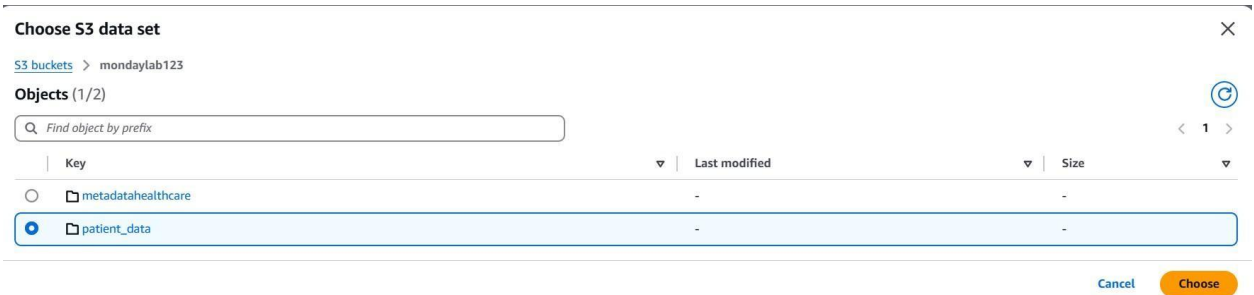 Choose S3 data set
S3 buckets > mondaylab123
Objects (1/2)
Find object by prefix
< 1 >
Key Last modified Size
metadatahealthcare - -
patient_data - -
Cancel Choose